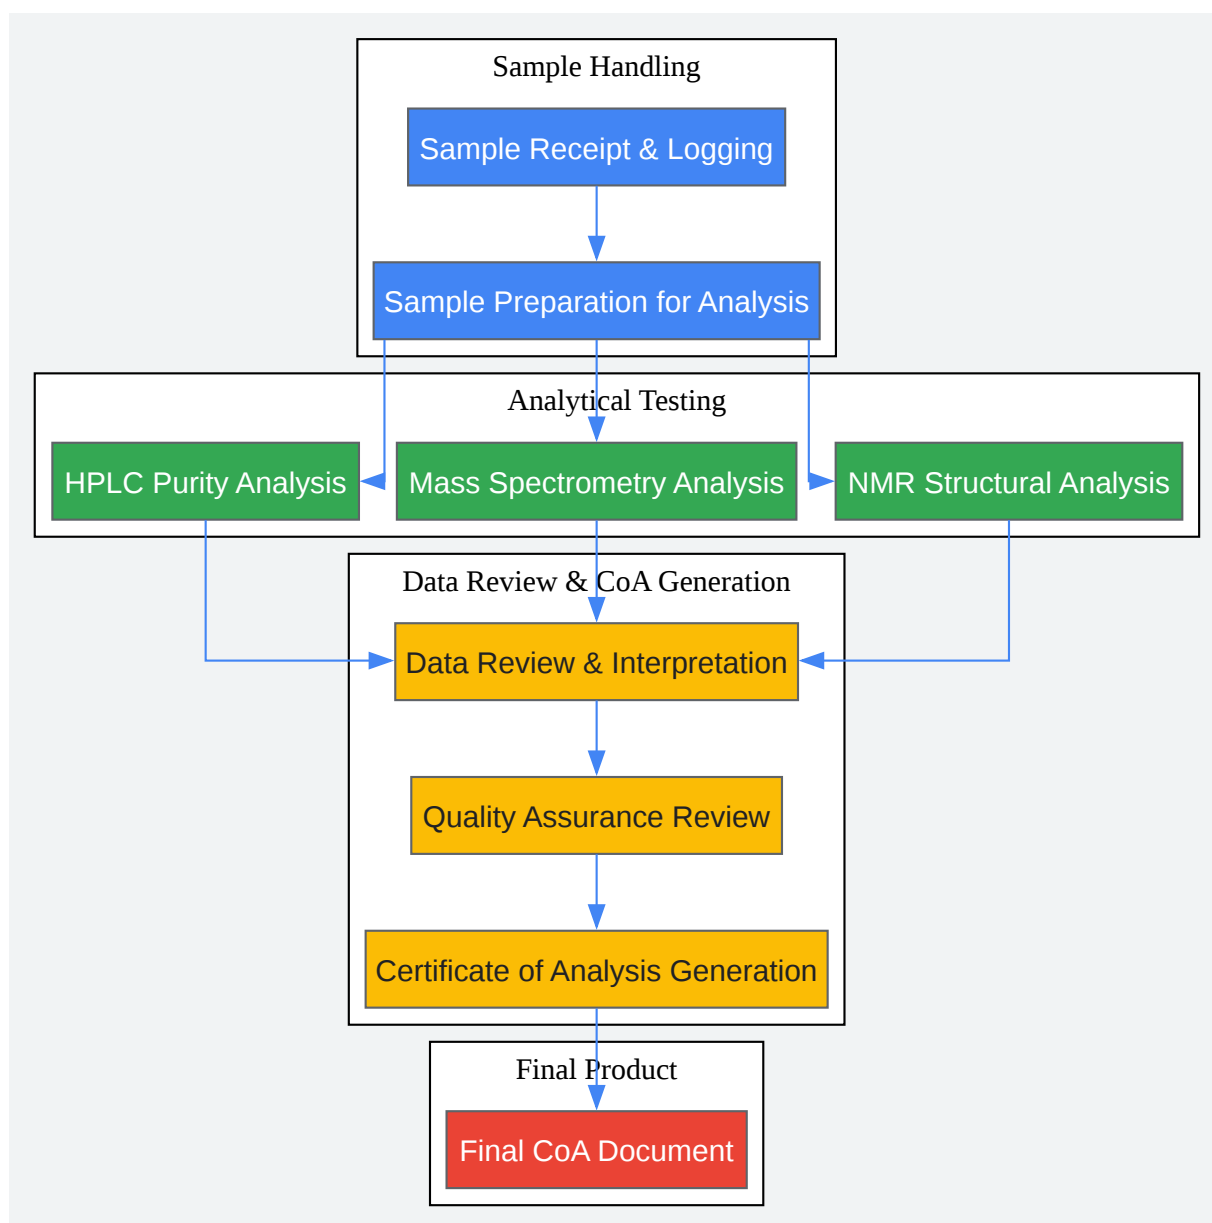 Sample Handling
Sample Receipt & Logging
Sample Preparation for Analysis
Analytical Testing
HPLC Purity Analysis
Mass Spectrometry Analysis
NMR Structural Analysis
Data Review & CoA Generation
Data Review & Interpretation
Quality Assurance Review
Certificate of Analysis Generation
Final Product
Final CoA Document